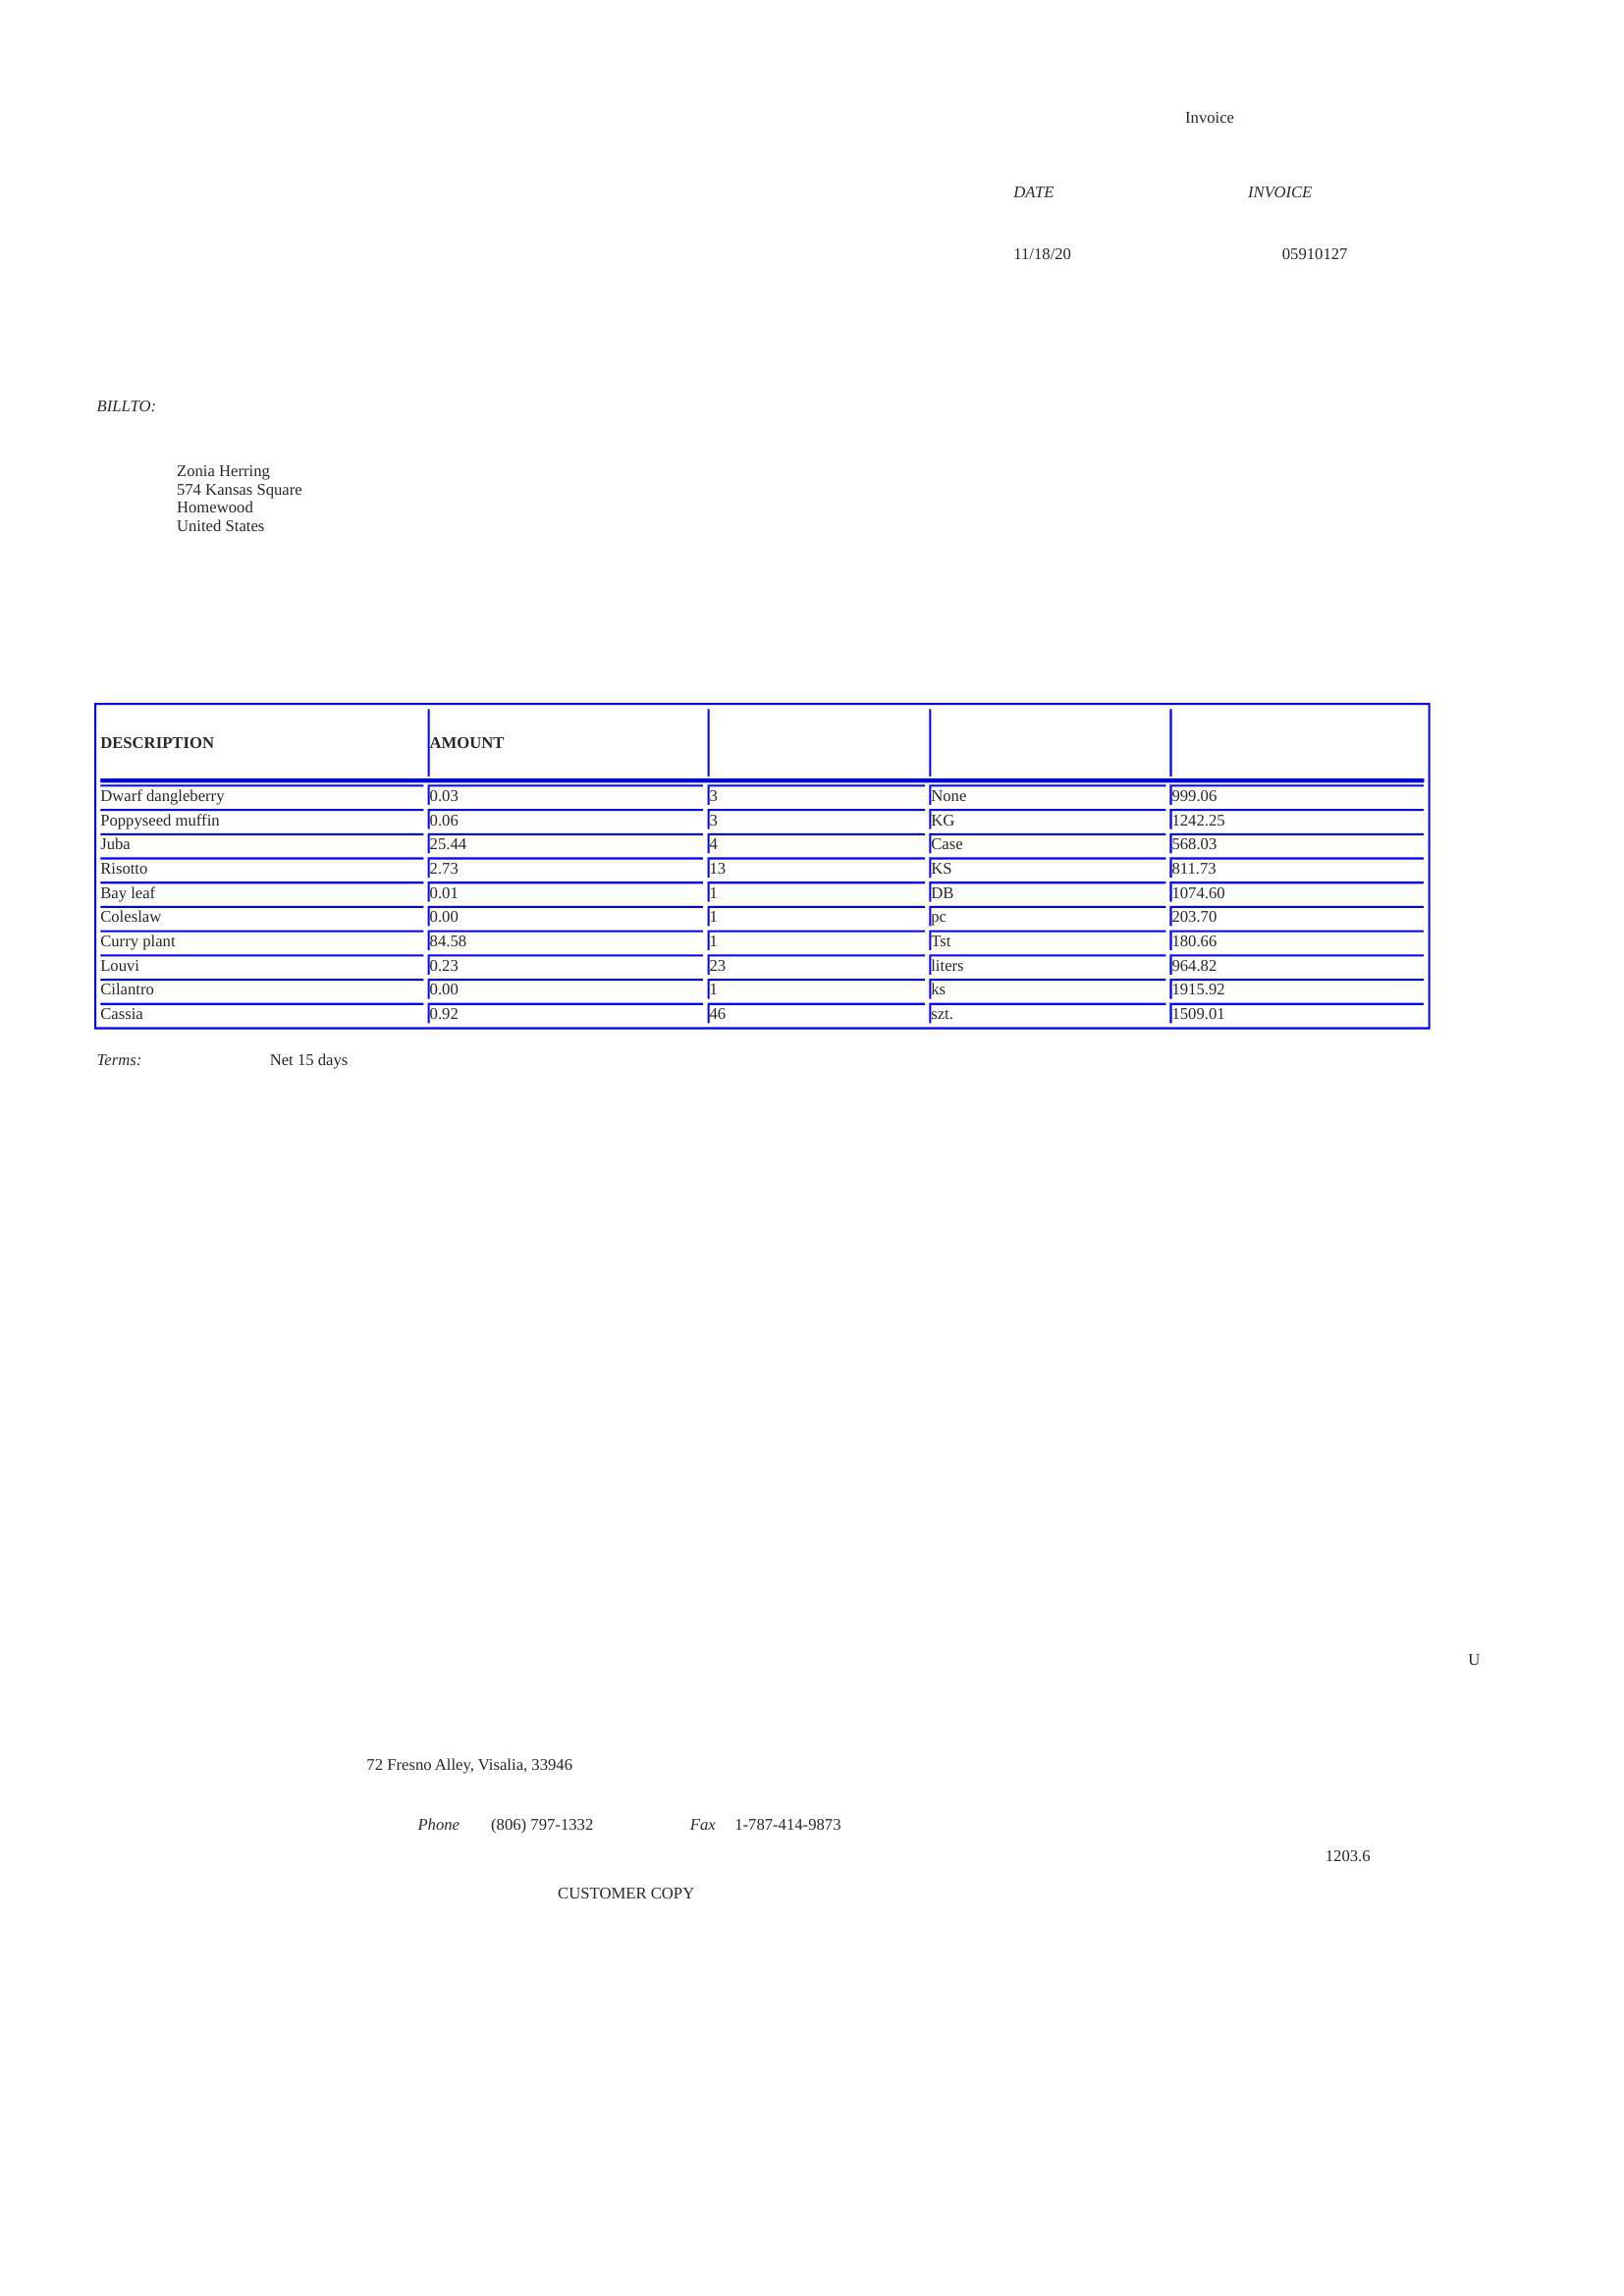 Invoice
DATE INVOICE
11/18/20 05910127
BILLTO:
Zonia Herring
574 Kansas Square
Homewood
United States
DESCRIPTION AMOUNT
Dwarf dangleberry 0.03 3 None 999.06
Poppyseed muffin 0.06 3 KG 1242.25
Juba 25.44 4 Case 568.03
Risotto 2.73 13 KS 811.73
Bay leaf 0.01 1 DB 1074.60
Coleslaw 0.00 1 pc 203.70
Curry plant 84.58 1 Tst 180.66
Louvi 0.23 23 liters 964.82
Cilantro 0.00 1 ks 1915.92
Cassia 0.92 46 szt. 1509.01
Terms: Net 15 days
U
72 Fresno Alley, Visalia, 33946
Phone (806) 797-1332 Fax 1-787-414-9873
1203.6
CUSTOMER COPY